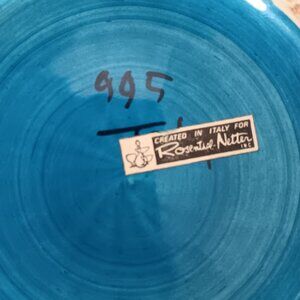 995
CREATED IN ITALY FOR
Rosenthal-Netter
INC